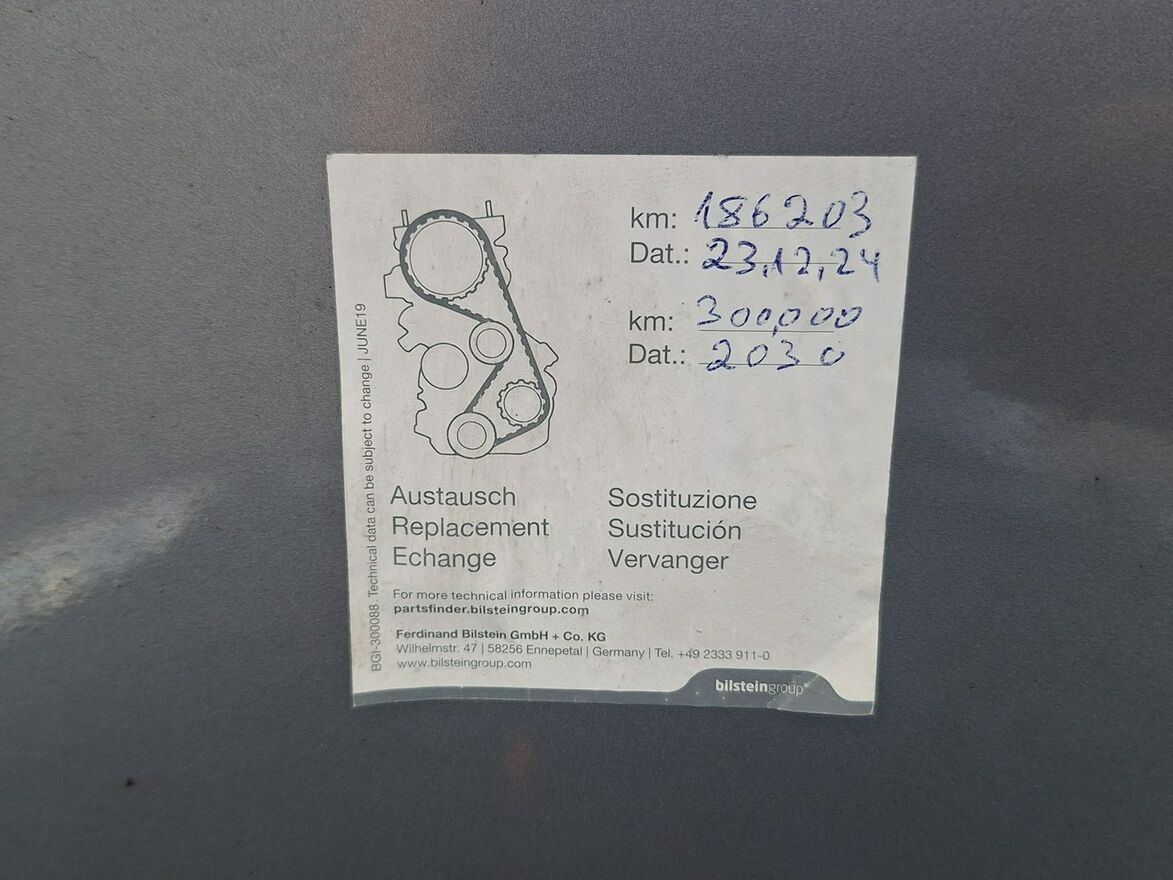 km: 186203
Dat.: 23,12,24
km: 300,000
Dat.: 2030
Austausch
Replacement
Echange
Sostituzione
Sustitución
Vervanger
For more technical information please visit:
partsfinder.bilsteingroup.com
Ferdinand Bilstein GmbH + Co. KG
Wilhelmstr. 47 | 58256 Ennepetal | Germany | Tel. +49 2333 911-0
www.bilsteingroup.com
BGI-300088 Technical data can be subject to change | JUNE19
bilsteingroup®